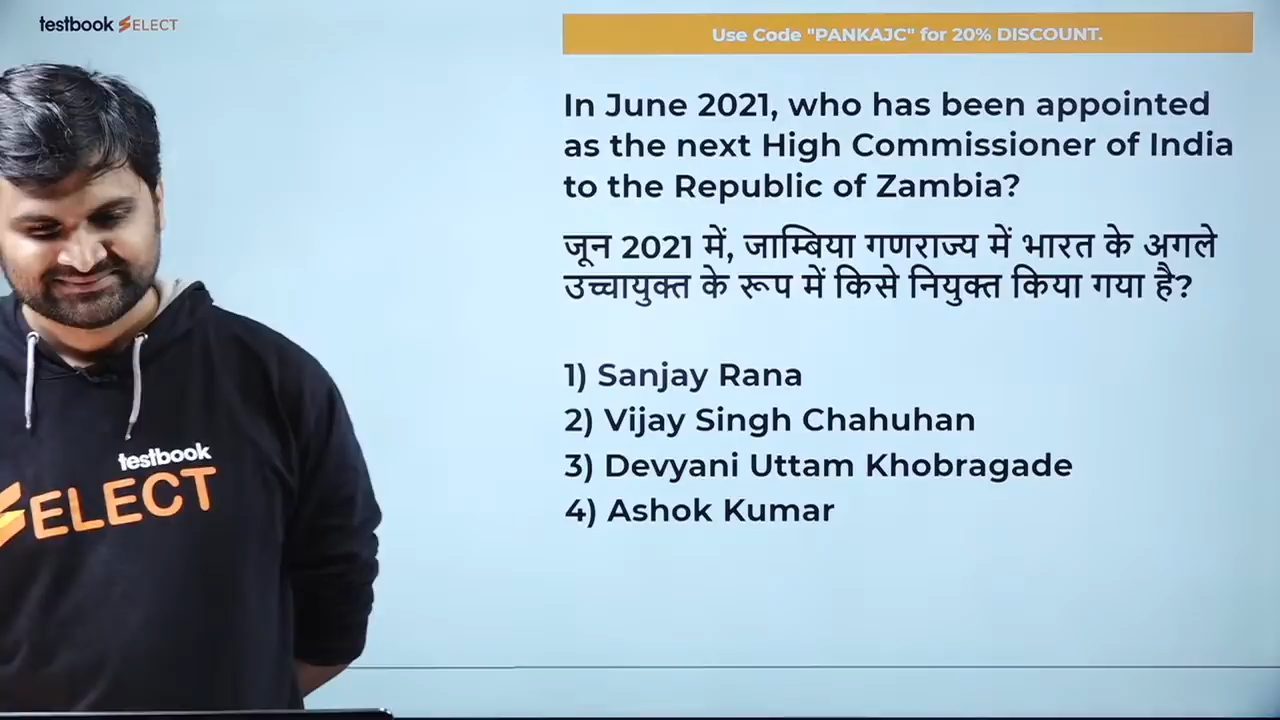 testbook SELECT
Use Code "PANKAJC" for 20% DISCOUNT.
In June 2021, who has been appointed
as the next High Commissioner of India
to the Republic of Zambia?
जून 2021 में, जाम्बिया गणराज्य में भारत के अगले
उच्चायुक्त के रूप में किसे नियुक्त किया गया है?
1) Sanjay Rana
2) Vijay Singh Chahuhan
3) Devyani Uttam Khobragade
4) Ashok Kumar
testbook
SELECT